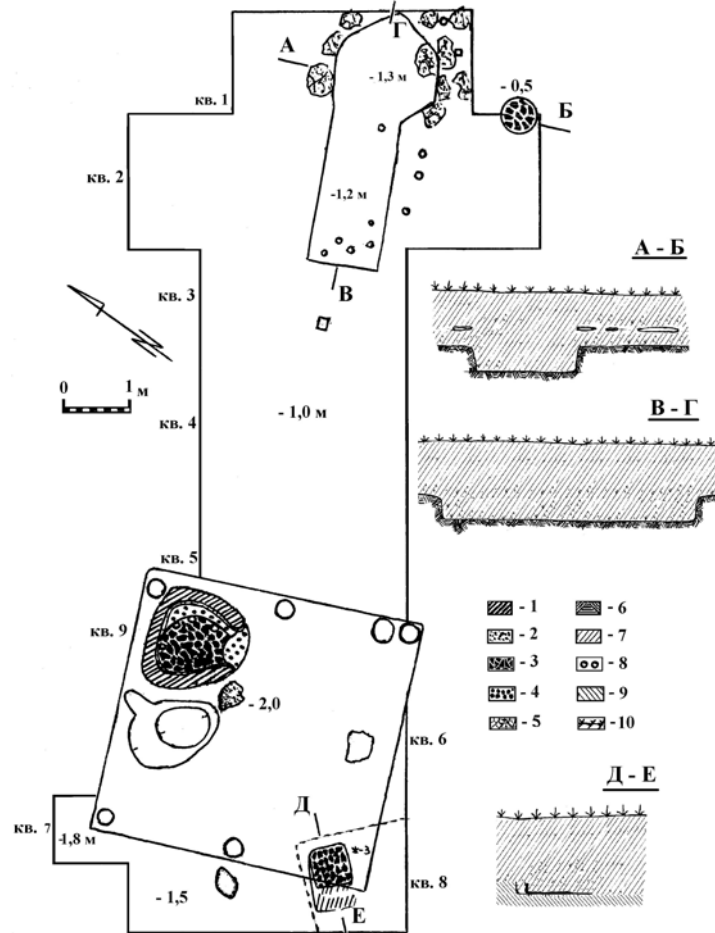 Г
А
- 1,3 м
- 0,5
кв. 1
Б
кв. 2
-1,2 м
А - Б
В
кв. 3
0 1 м
- 1,0 м
кв. 4
В - Г
кв. 5
- 1 - 6
кв. 9
- 2 - 7
- 3 - 8
- 2,0
- 4 - 9
- 5 - 10
кв. 6
Д - Е
Д
кв. 7
-1,8 м
*-3
- 1,5
кв. 8
Е